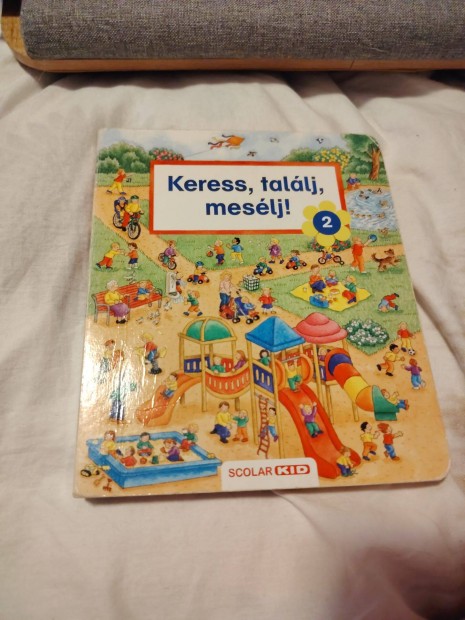 Keress, találj,
mesélj!
2
SCOLAR KID